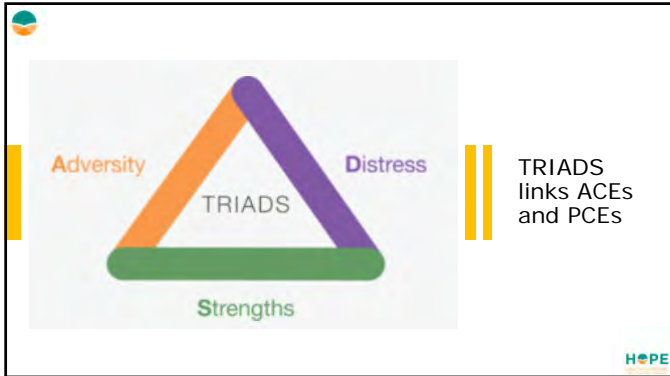 Adversity
Distress
TRIADS
Strengths
TRIADS
links ACEs
and PCEs
HOPE